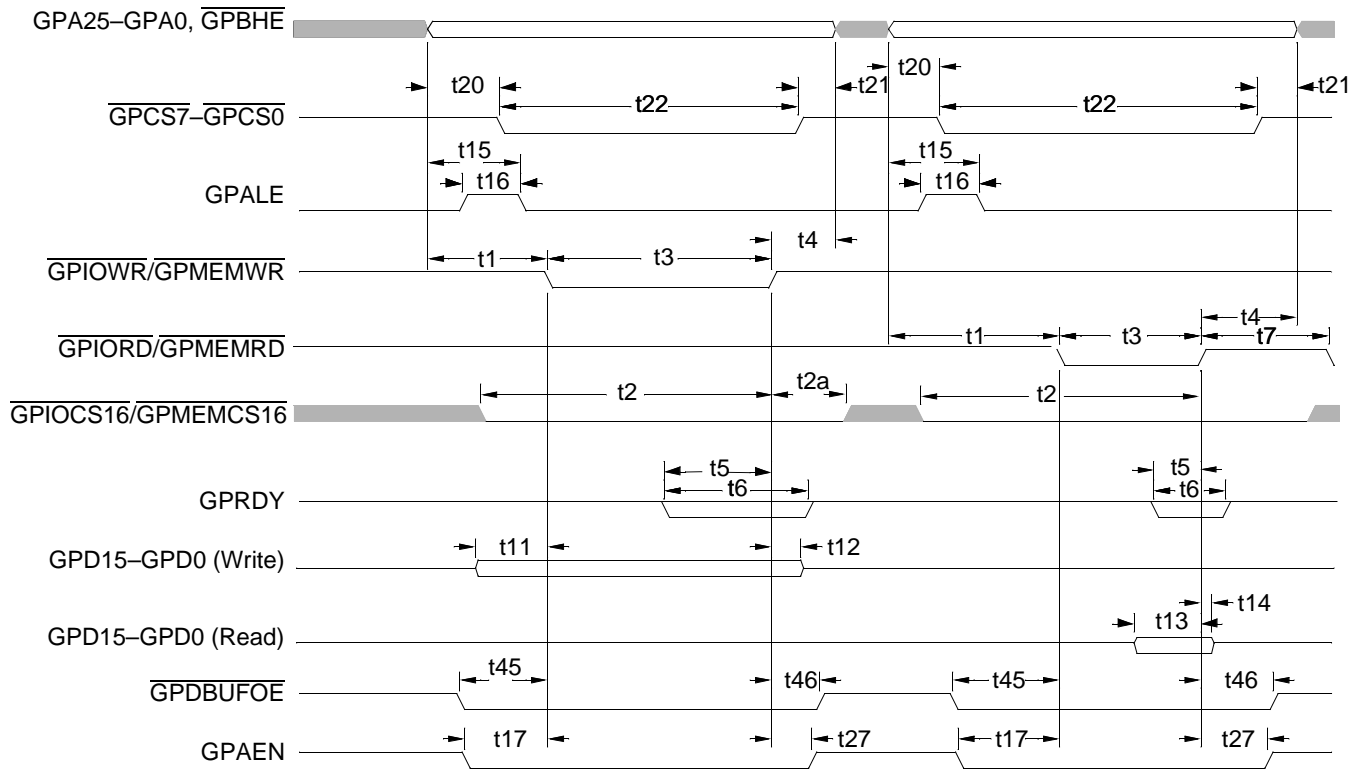 GPA25–GPA0, GPBHE
t20
t21
t20
t21
GPCS7–GPCS0
t22
t22
t15
t15
GPALE
t16
t16
t4
GPIOWR/GPMEMWR
t1
t3
t4
GPIORD/GPMEMRD
t1
t3
t7
t2
t2a
t2
GPIOCS16/GPMEMCS16
t5
t5
t6
t6
GPRDY
GPD15–GPD0 (Write)
t11
t12
t14
GPD15–GPD0 (Read)
t13
GPDBUFOE
t45
t46
t45
t46
GPAEN
t17
t27
t17
t27